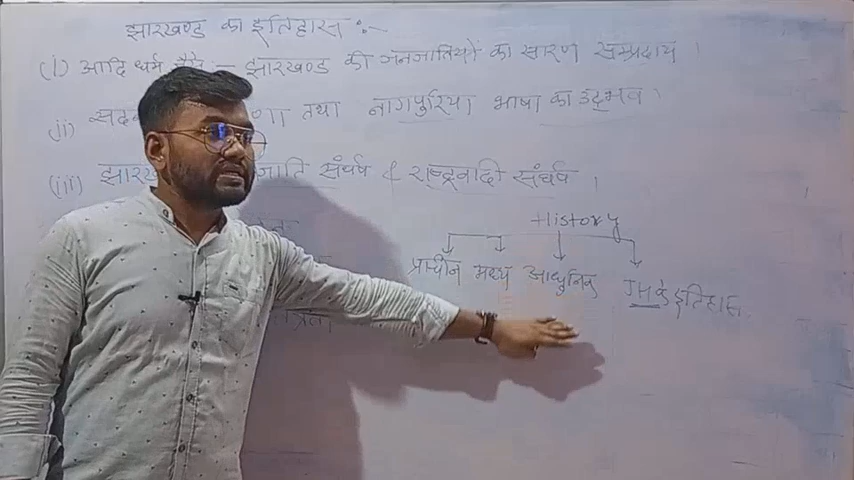 झारखण्ड का इतिहास :-
(i) आदि धर्म जैसे :- झारखण्ड की जनजातियों का सारण सम्प्रदाय ।
(ii) तथा नागपुरिया भाषा का उद्भव ।
(iii) संघर्ष & राष्ट्रवादी संघर्ष ।
History
प्राचीन मध्य आधुनिक JH के इतिहास